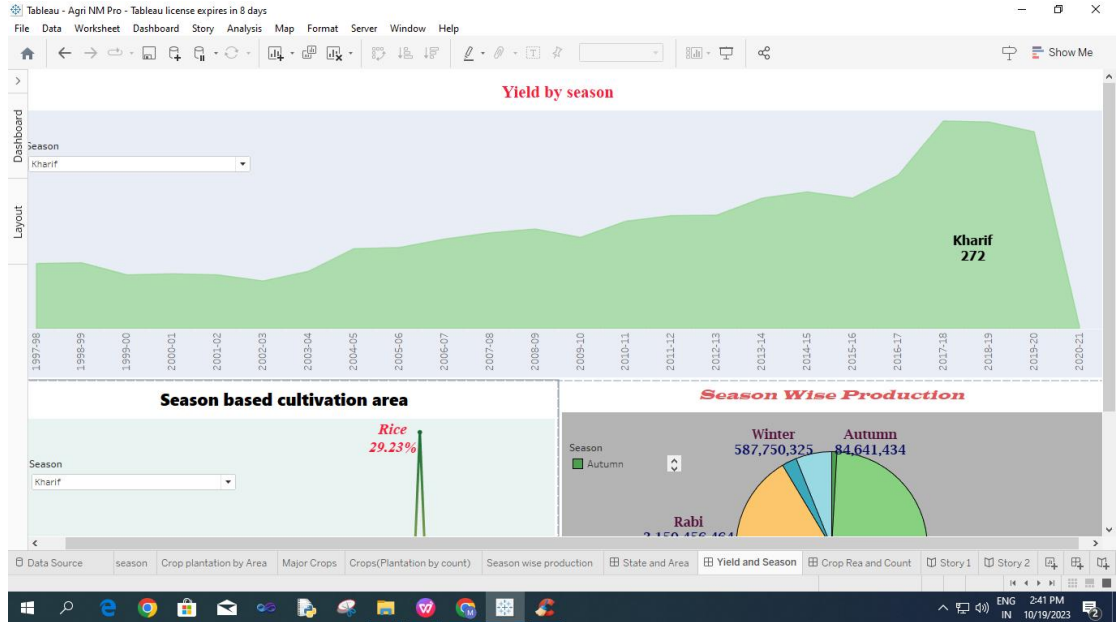 Tableau - Agri NM Pro - Tableau license expires in 8 days
File Data Worksheet Dashboard Story Analysis Map Format Server Window Help
Show Me
Yield by season
Dashboard
Layout
Season
Kharif
Kharif
272
1997-98 1998-99 1999-00 2000-01 2001-02 2002-03 2003-04 2004-05 2005-06 2006-07 2007-08 2008-09 2009-10 2010-11 2011-12 2012-13 2013-14 2014-15 2015-16 2016-17 2017-18 2018-19 2019-20 2020-21
Season based cultivation area
Rice
29.23%
Season
Kharif
Season Wise Production
Season
Autumn
Winter
587,750,325
Autumn
84,641,434
Rabi
Data Source season Crop plantation by Area Major Crops Crops(Plantation by count) Season wise production State and Area Yield and Season Crop Rea and Count Story 1 Story 2
ENG 2:41 PM
IN 10/19/2023
2